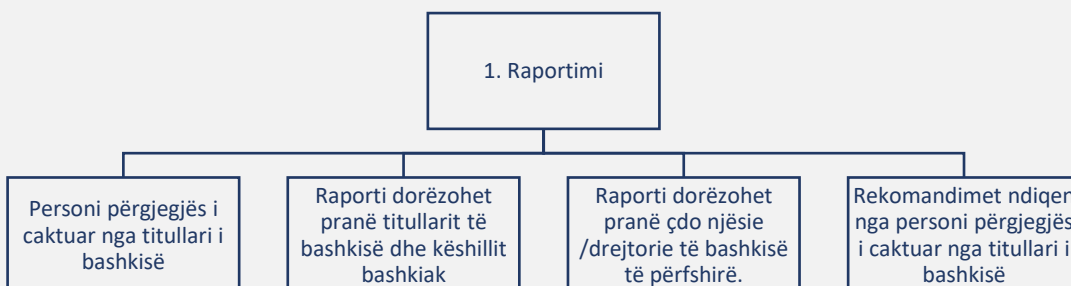 1. Raportimi
Personi përgjegjës i
caktuar nga titullari i
bashkisë
Raporti dorëzohet
pranë titullarit të
bashkisë dhe këshillit
bashkiak
Raporti dorëzohet
pranë çdo njësie
/drejtorie të bashkisë
të përfshirë.
Rekomandimet ndiqen
nga personi përgjegjës
i caktuar nga titullari i
bashkisë